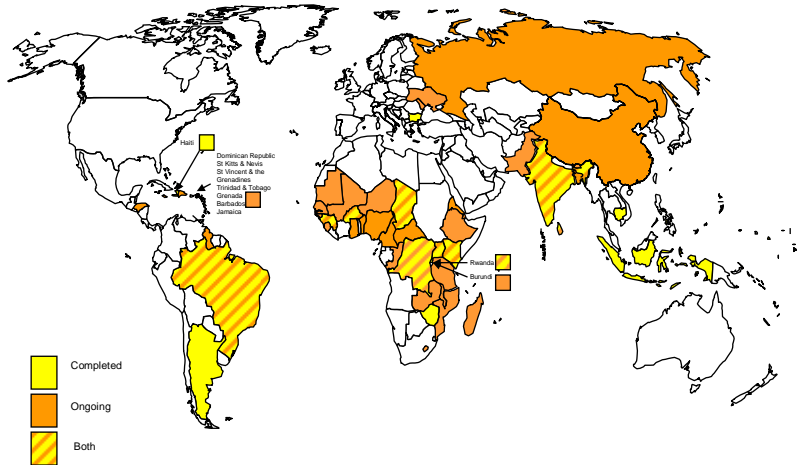 Haiti
Dominican Republic
St Kitts & Nevis
St Vincent & the
Grenadines
Trinidad & Tobago
Grenada
Barbados
Jamaica
Rwanda
Burundi
Completed
Ongoing
Both